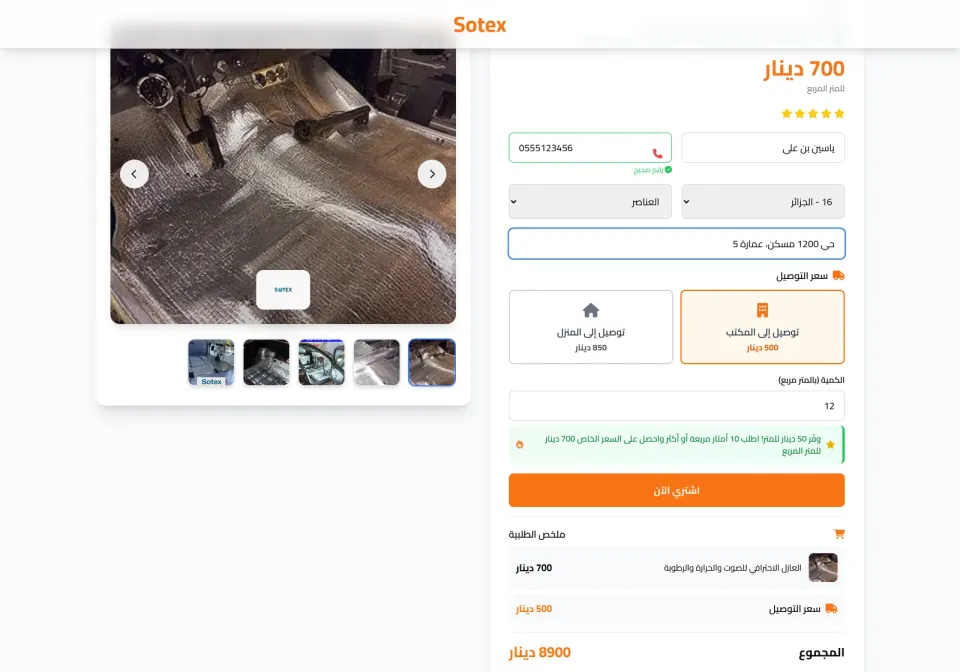 Sotex
700 دينار
للمتر المربع
ياسين بن علي
0555123456
رقم صحيح
16 - الجزائر
العناصر
حي 1200 مسكن، عمارة 5
سعر التوصيل
توصيل إلى المكتب
500 دينار
توصيل إلى المنزل
850 دينار
الكمية (بالمتر مربع)
12
وفّر 50 دينار للمتر! اطلب 10 أمتار مربعة أو أكثر واحصل على السعر الخاص 700 دينار
للمتر المربع
اشتري الآن
ملخص الطلبية
العازل الاحترافي للصوت والحرارة والرطوبة
700 دينار
سعر التوصيل
500 دينار
المجموع
8900 دينار
SOTEX
Sotex